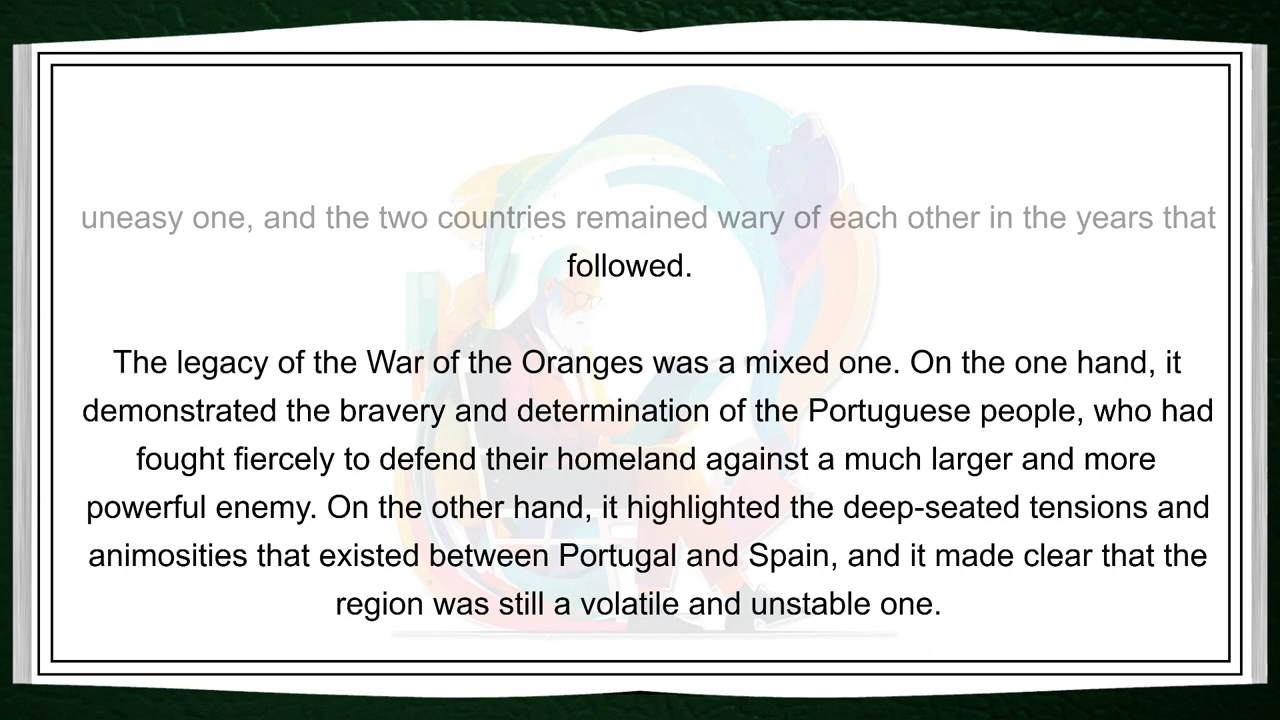 uneasy one, and the two countries remained wary of each other in the years that
followed.
The legacy of the War of the Oranges was a mixed one. On the one hand, it
demonstrated the bravery and determination of the Portuguese people, who had
fought fiercely to defend their homeland against a much larger and more
powerful enemy. On the other hand, it highlighted the deep-seated tensions and
animosities that existed between Portugal and Spain, and it made clear that the
region was still a volatile and unstable one.